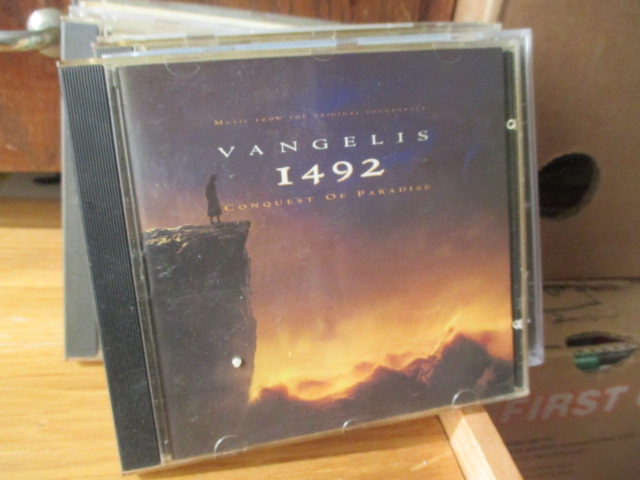 MUSIC FROM THE ORIGINAL SOUNDTRACK
VANGELIS
1492
CONQUEST OF PARADISE
FIRST